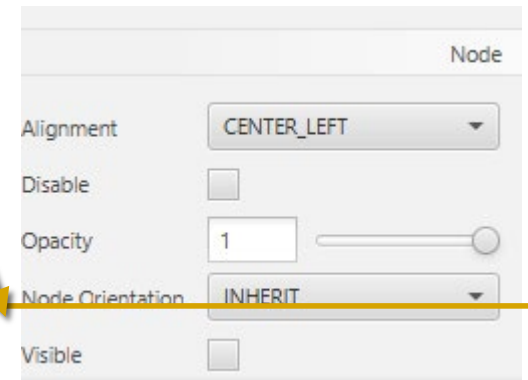 Node
Alignment CENTER_LEFT
Disable
Opacity 1
Node Orientation INHERIT
Visible